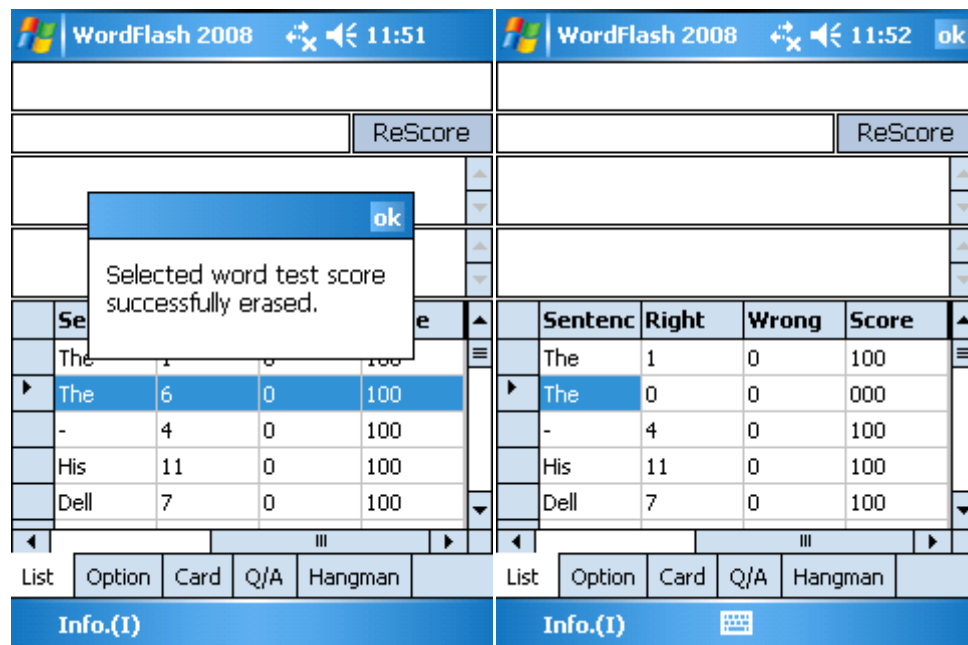 WordFlash 2008 11:51
ReScore
ok
Selected word test score
successfully erased.
Se e
The 1 0 100
The 6 0 100
- 4 0 100
His 11 0 100
Dell 7 0 100
List Option Card Q/A Hangman
Info.(I)
WordFlash 2008 11:52 ok
ReScore
Sentenc Right Wrong Score
The 1 0 100
The 0 0 000
- 4 0 100
His 11 0 100
Dell 7 0 100
List Option Card Q/A Hangman
Info.(I)